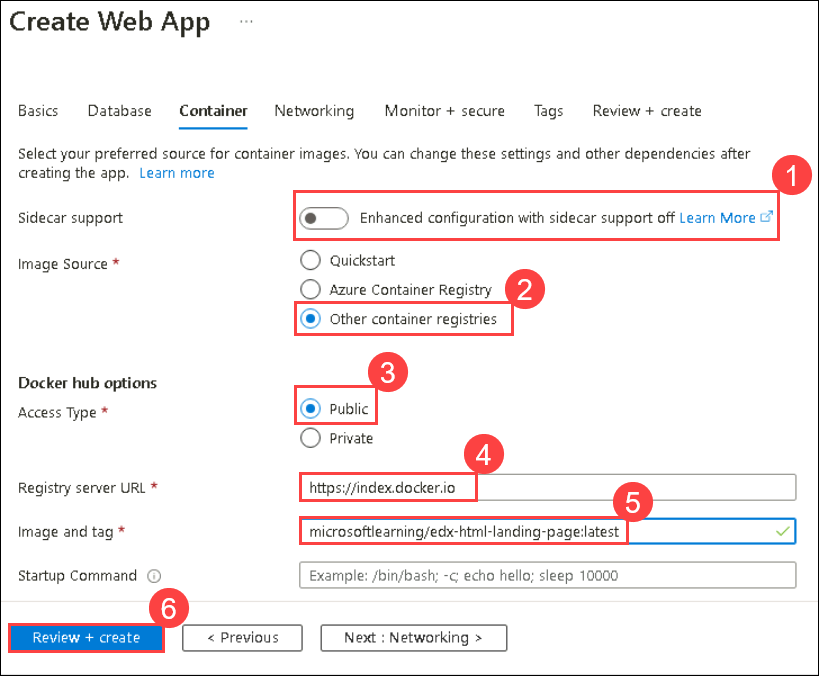 Create Web App ...
Basics Database Container Networking Monitor + secure Tags Review + create
Select your preferred source for container images. You can change these settings and other dependencies after
creating the app. Learn more
1
Sidecar support Enhanced configuration with sidecar support off Learn More
Image Source * Quickstart
Azure Container Registry
2
Other container registries
Docker hub options
3
Access Type * Public
Private
4
Registry server URL * https://index.docker.io
5
Image and tag * microsoftlearning/edx-html-landing-page:latest
Startup Command Example: /bin/bash; -c; echo hello; sleep 10000
6
Review + create < Previous Next : Networking >